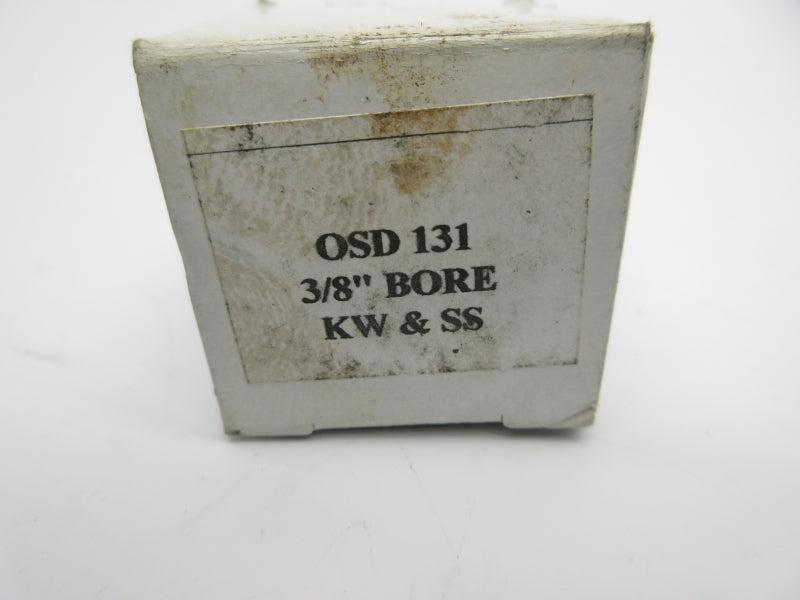 OSD 131
3/8" BORE
KW & SS